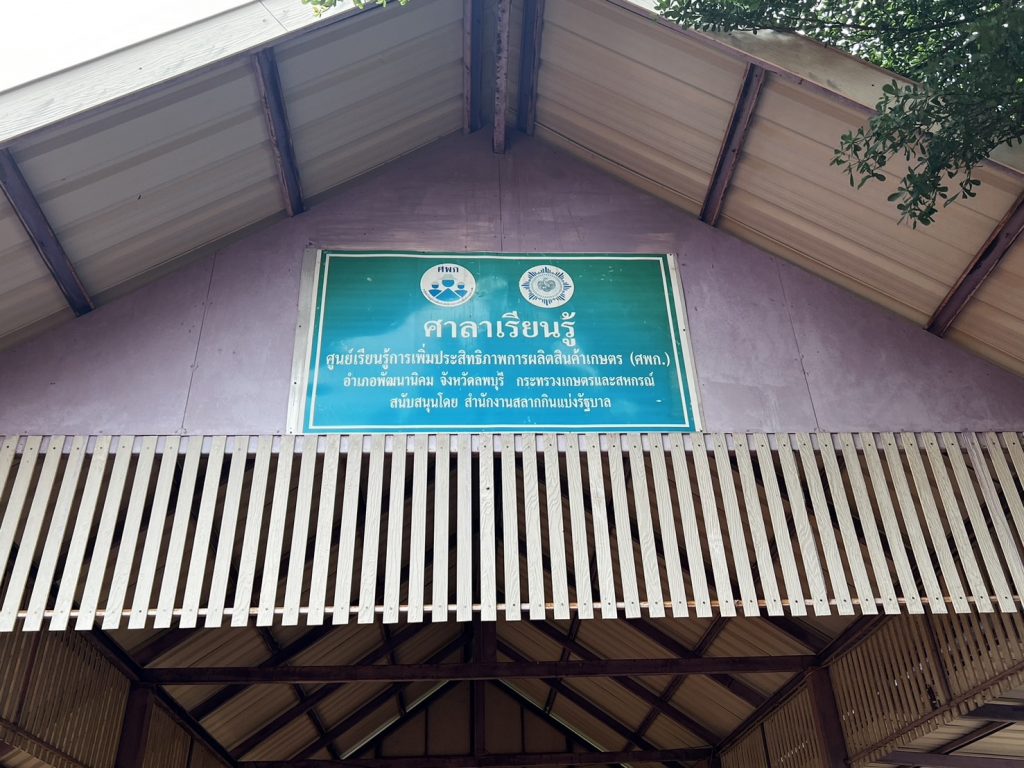 ศพก
ศาลาเรียนรู้
ศูนย์เรียนรู้การเพิ่มประสิทธิภาพการผลิตสินค้าเกษตร (ศพก.)
อำเภอพัฒนานิคม จังหวัดลพบุรี กระทรวงเกษตรและสหกรณ์
สนับสนุนโดย สำนักงานสลากกินแบ่งรัฐบาล